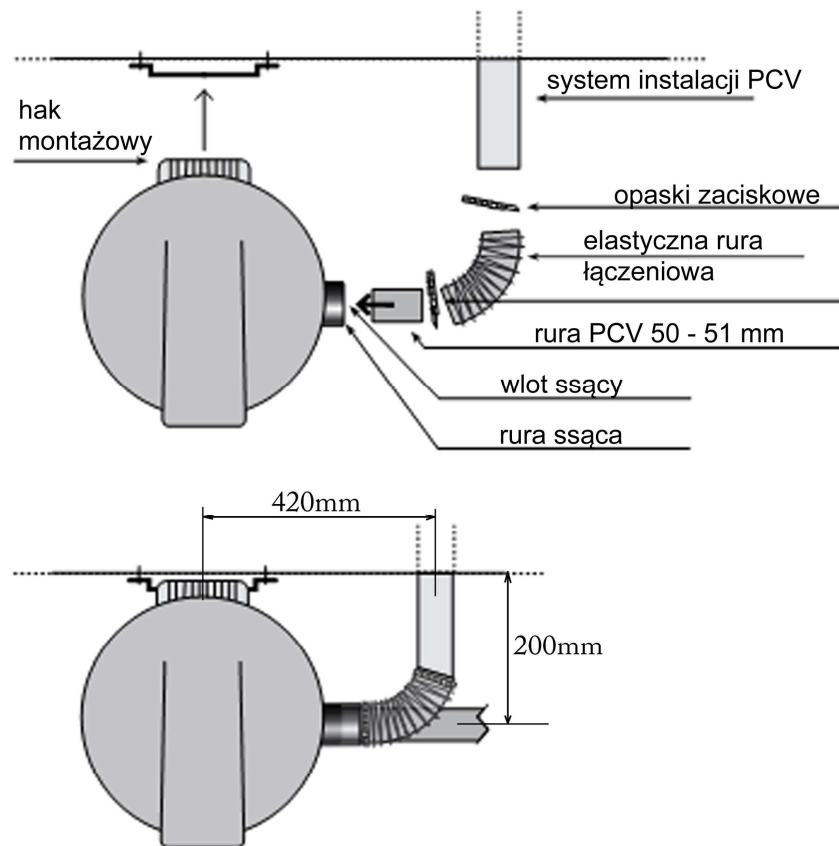 system instalacji PCV
hak
montażowy
opaski zaciskowe
elastyczna rura
łączeniowa
rura PCV 50 - 51 mm
wlot ssący
rura ssąca
420mm
200mm